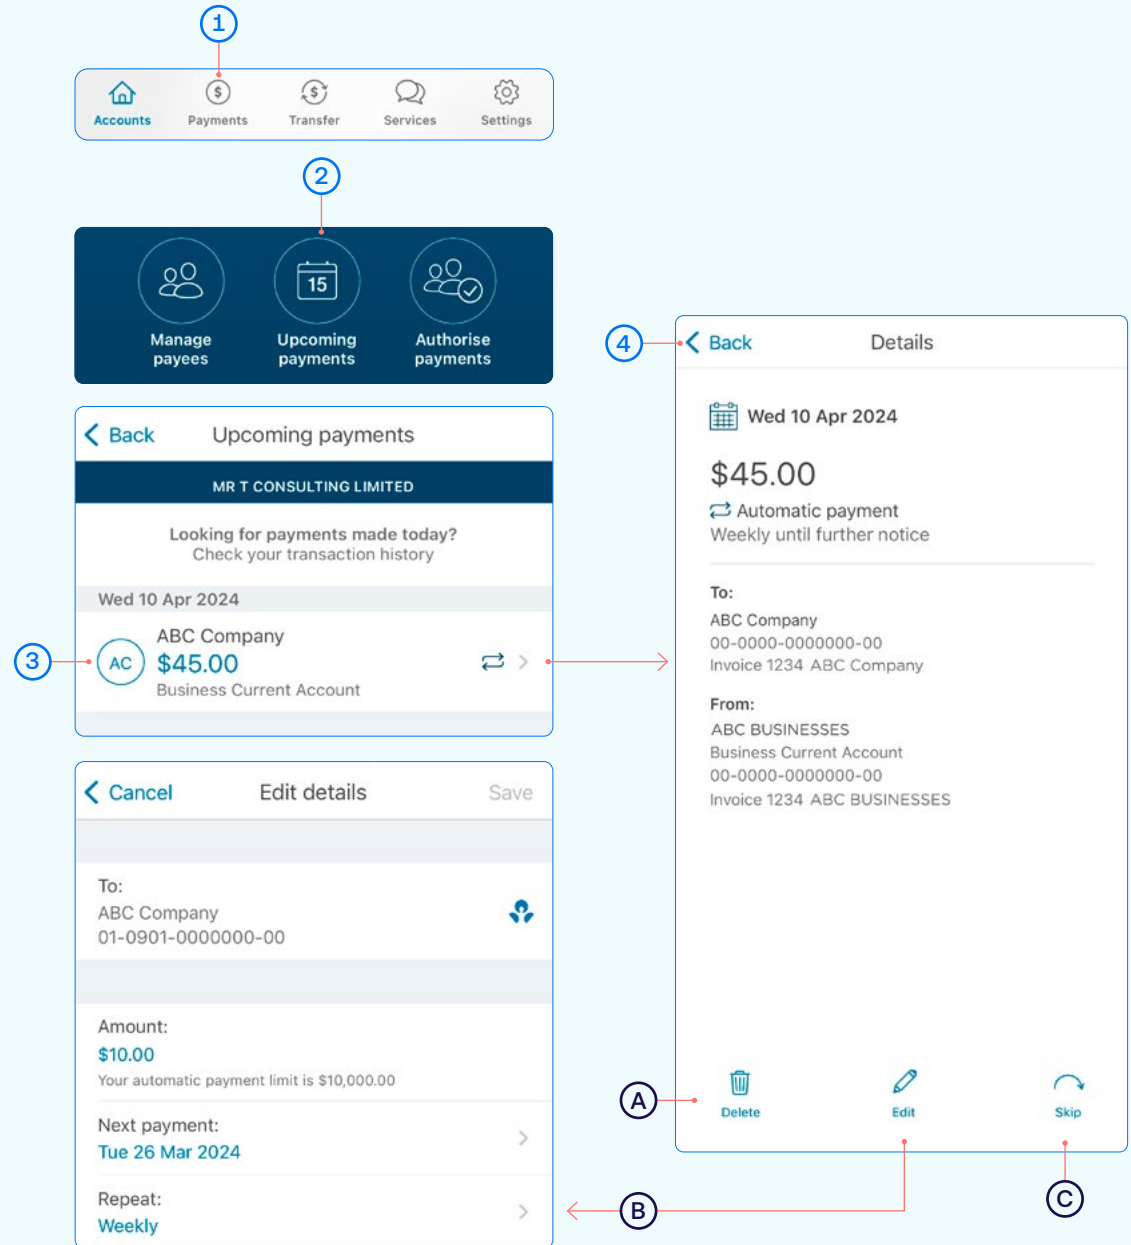 1
Accounts
Payments
Transfer
Services
Settings
2
15
Manage
payees
Upcoming
payments
Authorise
payments
Back
Upcoming payments
MR T CONSULTING LIMITED
Looking for payments made today?
Check your transaction history
Wed 10 Apr 2024
3
AC
ABC Company
$45.00
Business Current Account
4
Back
Details
Wed 10 Apr 2024
$45.00
Automatic payment
Weekly until further notice
To:
ABC Company
00-0000-0000000-00
Invoice 1234 ABC Company
From:
ABC BUSINESSES
Business Current Account
00-0000-0000000-00
Invoice 1234 ABC BUSINESSES
A
Delete
Edit
Skip
B
C
Cancel
Edit details
Save
To:
ABC Company
01-0901-0000000-00
Amount:
$10.00
Your automatic payment limit is $10,000.00
Next payment:
Tue 26 Mar 2024
Repeat:
Weekly